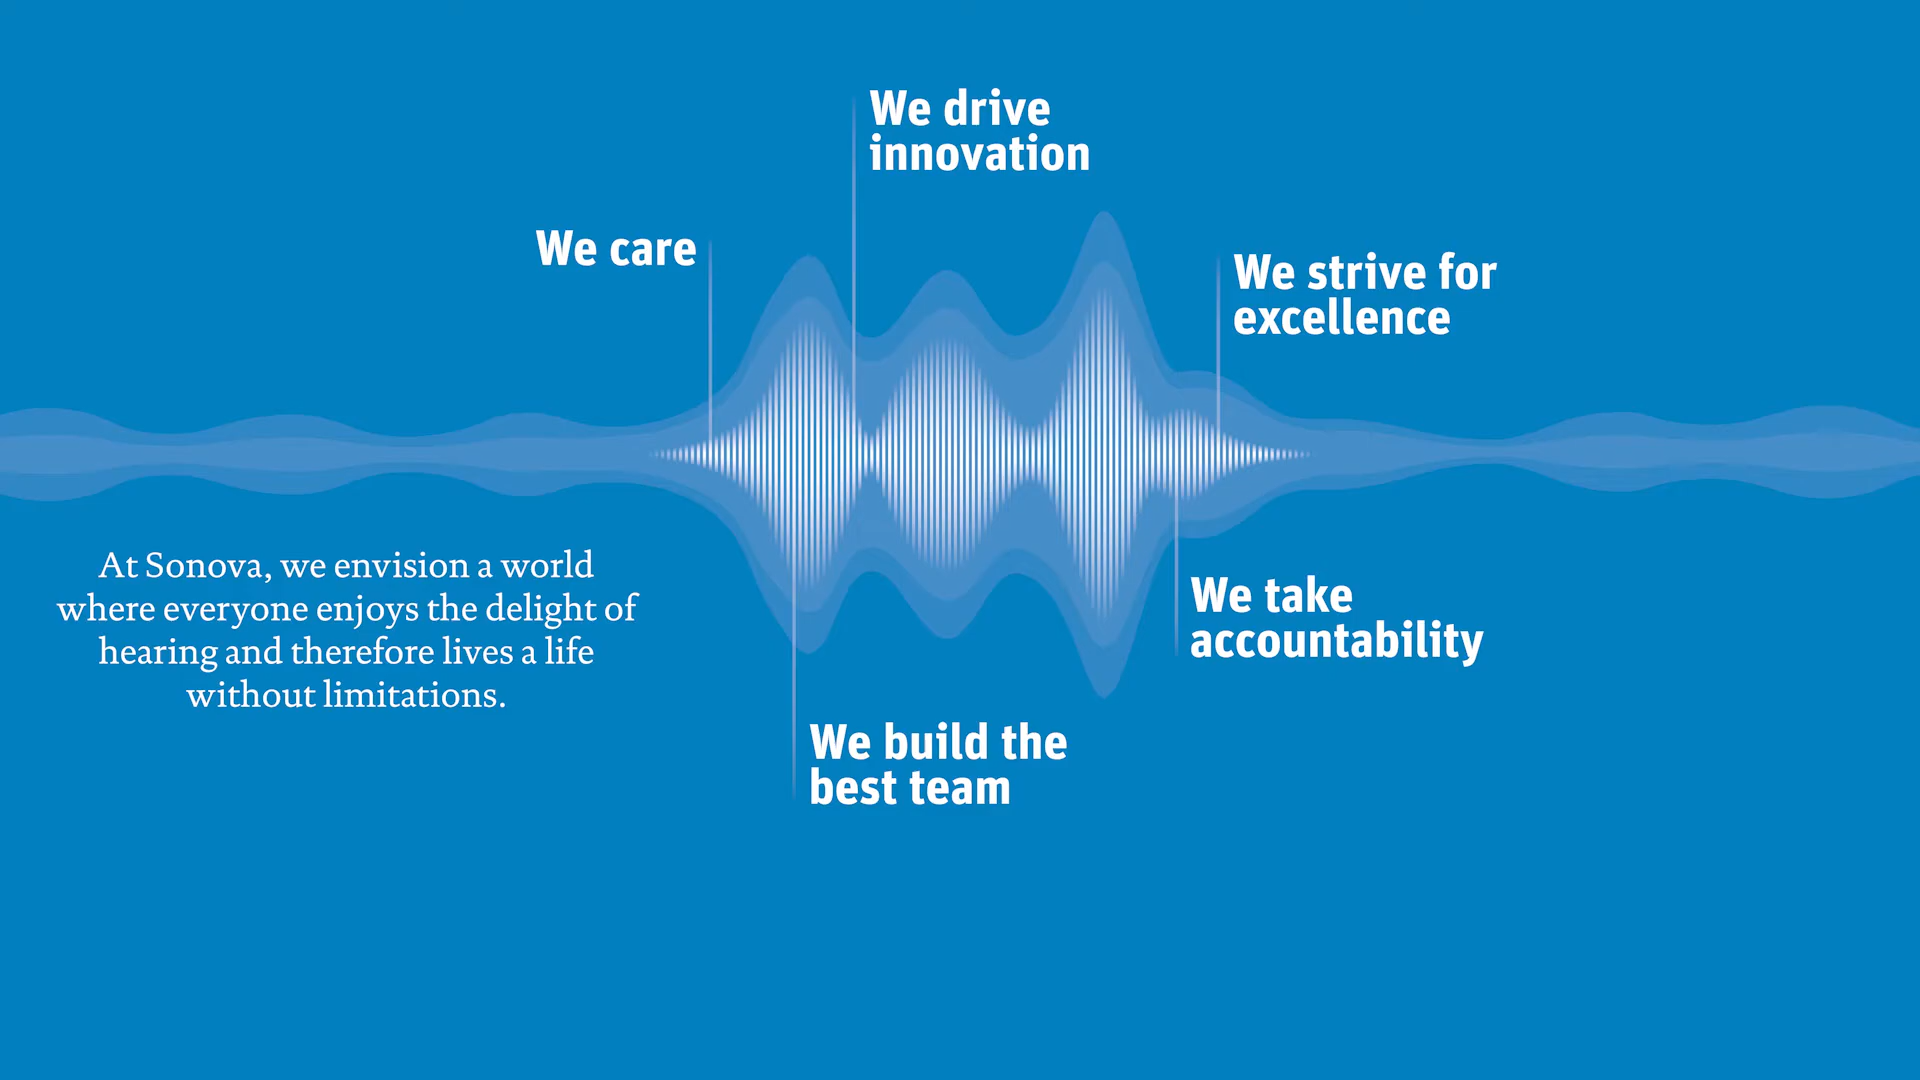 We drive
innovation
We care
We strive for
excellence
At Sonova, we envision a world
where everyone enjoys the delight of
hearing and therefore lives a life
without limitations.
We take
accountability
We build the
best team